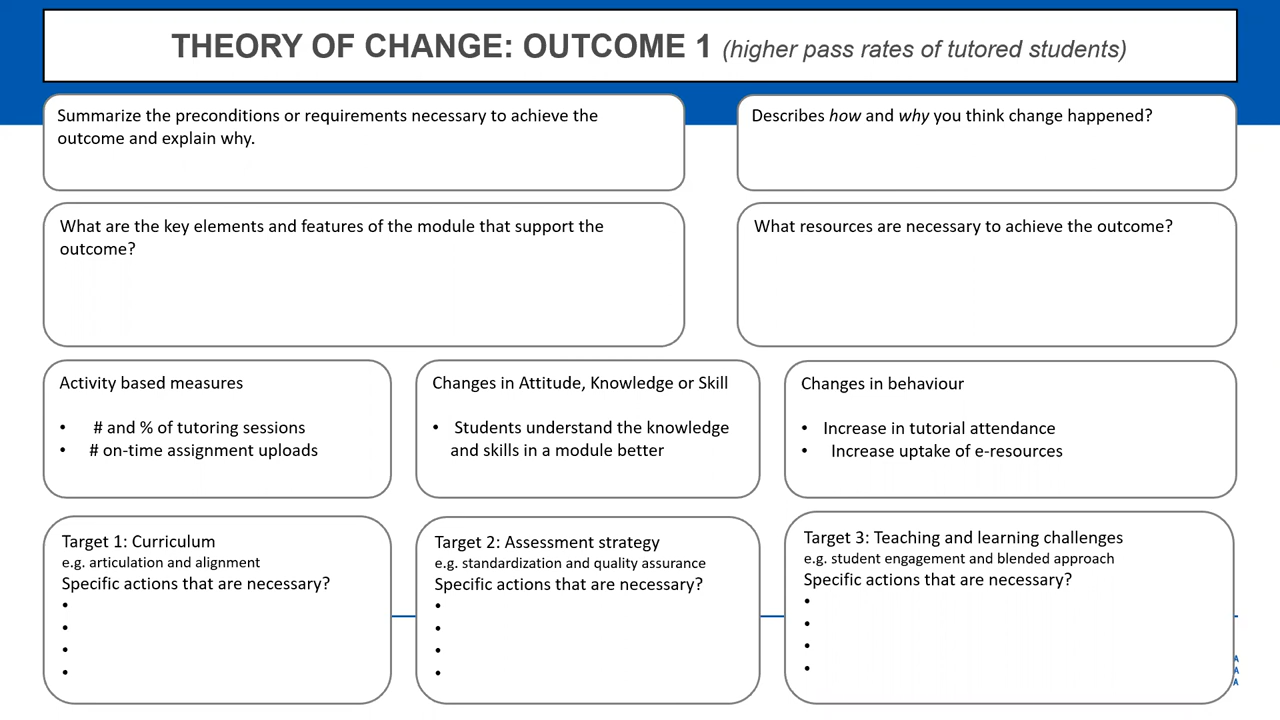 THEORY OF CHANGE: OUTCOME 1 (higher pass rates of tutored students)
Summarize the preconditions or requirements necessary to achieve the
outcome and explain why.
Describes how and why you think change happened?
What are the key elements and features of the module that support the
outcome?
What resources are necessary to achieve the outcome?
Activity based measures
• # and % of tutoring sessions
• # on-time assignment uploads
Changes in Attitude, Knowledge or Skill
• Students understand the knowledge
and skills in a module better
Changes in behaviour
• Increase in tutorial attendance
• Increase uptake of e-resources
Target 1: Curriculum
e.g. articulation and alignment
Specific actions that are necessary?
•
•
•
•
Target 2: Assessment strategy
e.g. standardization and quality assurance
Specific actions that are necessary?
•
•
•
•
Target 3: Teaching and learning challenges
e.g. student engagement and blended approach
Specific actions that are necessary?
•
•
•
•
A
A
A